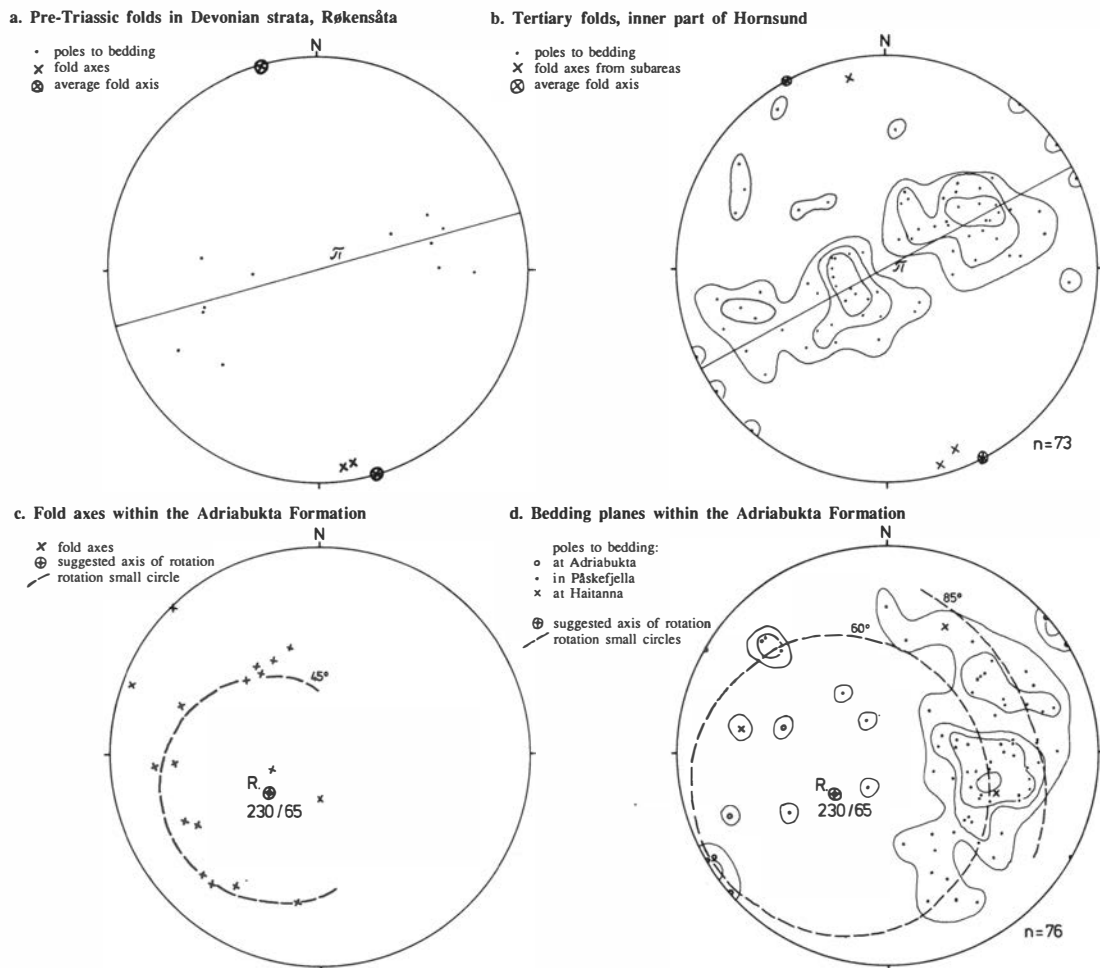 a. Pre-Triassic folds in Devonian strata, Røkensåta
poles to bedding
fold axes
average fold axis
N
π
b. Tertiary folds, inner part of Hornsund
poles to bedding
fold axes from subareas
average fold axis
N
π
n=73
c. Fold axes within the Adriabukta Formation
fold axes
suggested axis of rotation
rotation small circle
N
45°
R.
230/65
d. Bedding planes within the Adriabukta Formation
poles to bedding:
at Adriabukta
in Påskefjella
at Haitanna
suggested axis of rotation
rotation small circles
N
85°
60°
R.
230/65
n=76